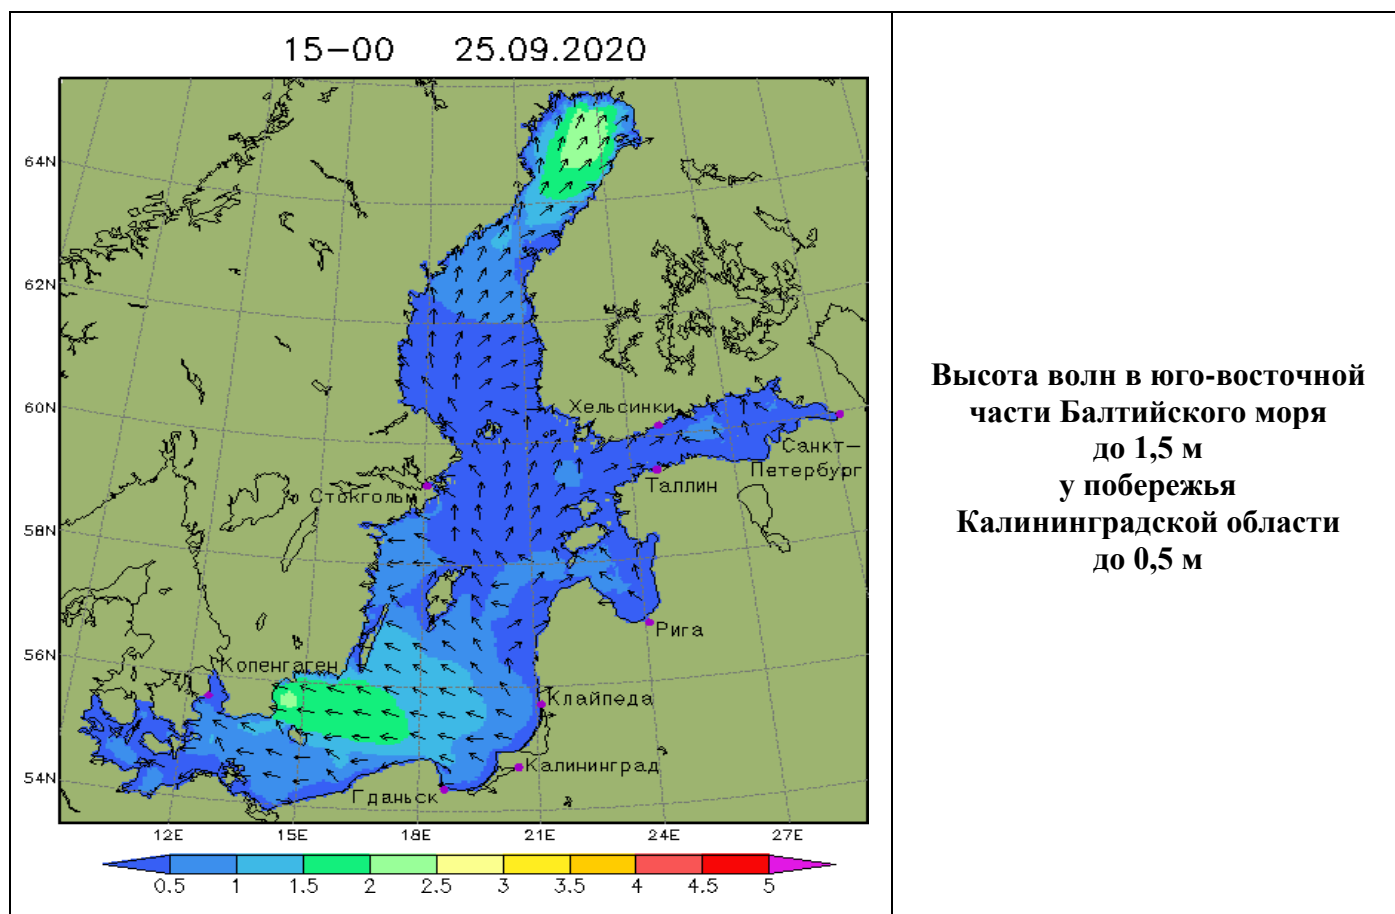 15-00 25.09.2020
64N
62N
60N
58N
56N
54N
Хельсинки
Санкт-
Петербург
Таллин
Стокгольм
Рига
Копенгаген
Клайпеда
Калининград
Гданьск
12E 15E 18E 21E 24E 27E
0.5 1 1.5 2 2.5 3 3.5 4 4.5 5
Высота волн в юго-восточной
части Балтийского моря
до 1,5 м
у побережья
Калининградской области
до 0,5 м